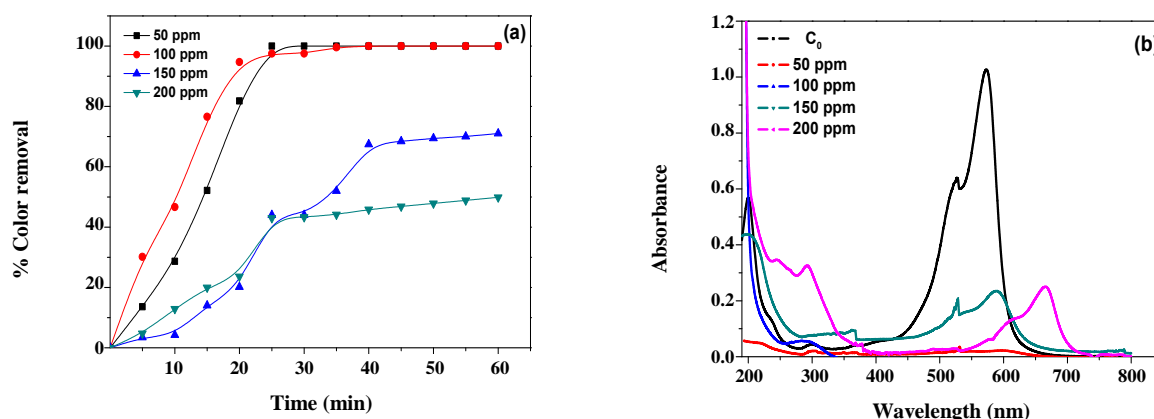 (a)
50 ppm
100 ppm
150 ppm
200 ppm
100
80
60
40
20
0
% Color removal
0 10 20 30 40 50 60
Time (min)
(b)
C0
50 ppm
100 ppm
150 ppm
200 ppm
1.2
1.0
0.8
0.6
0.4
0.2
0.0
Absorbance
200 300 400 500 600 700 800
Wavelength (nm)